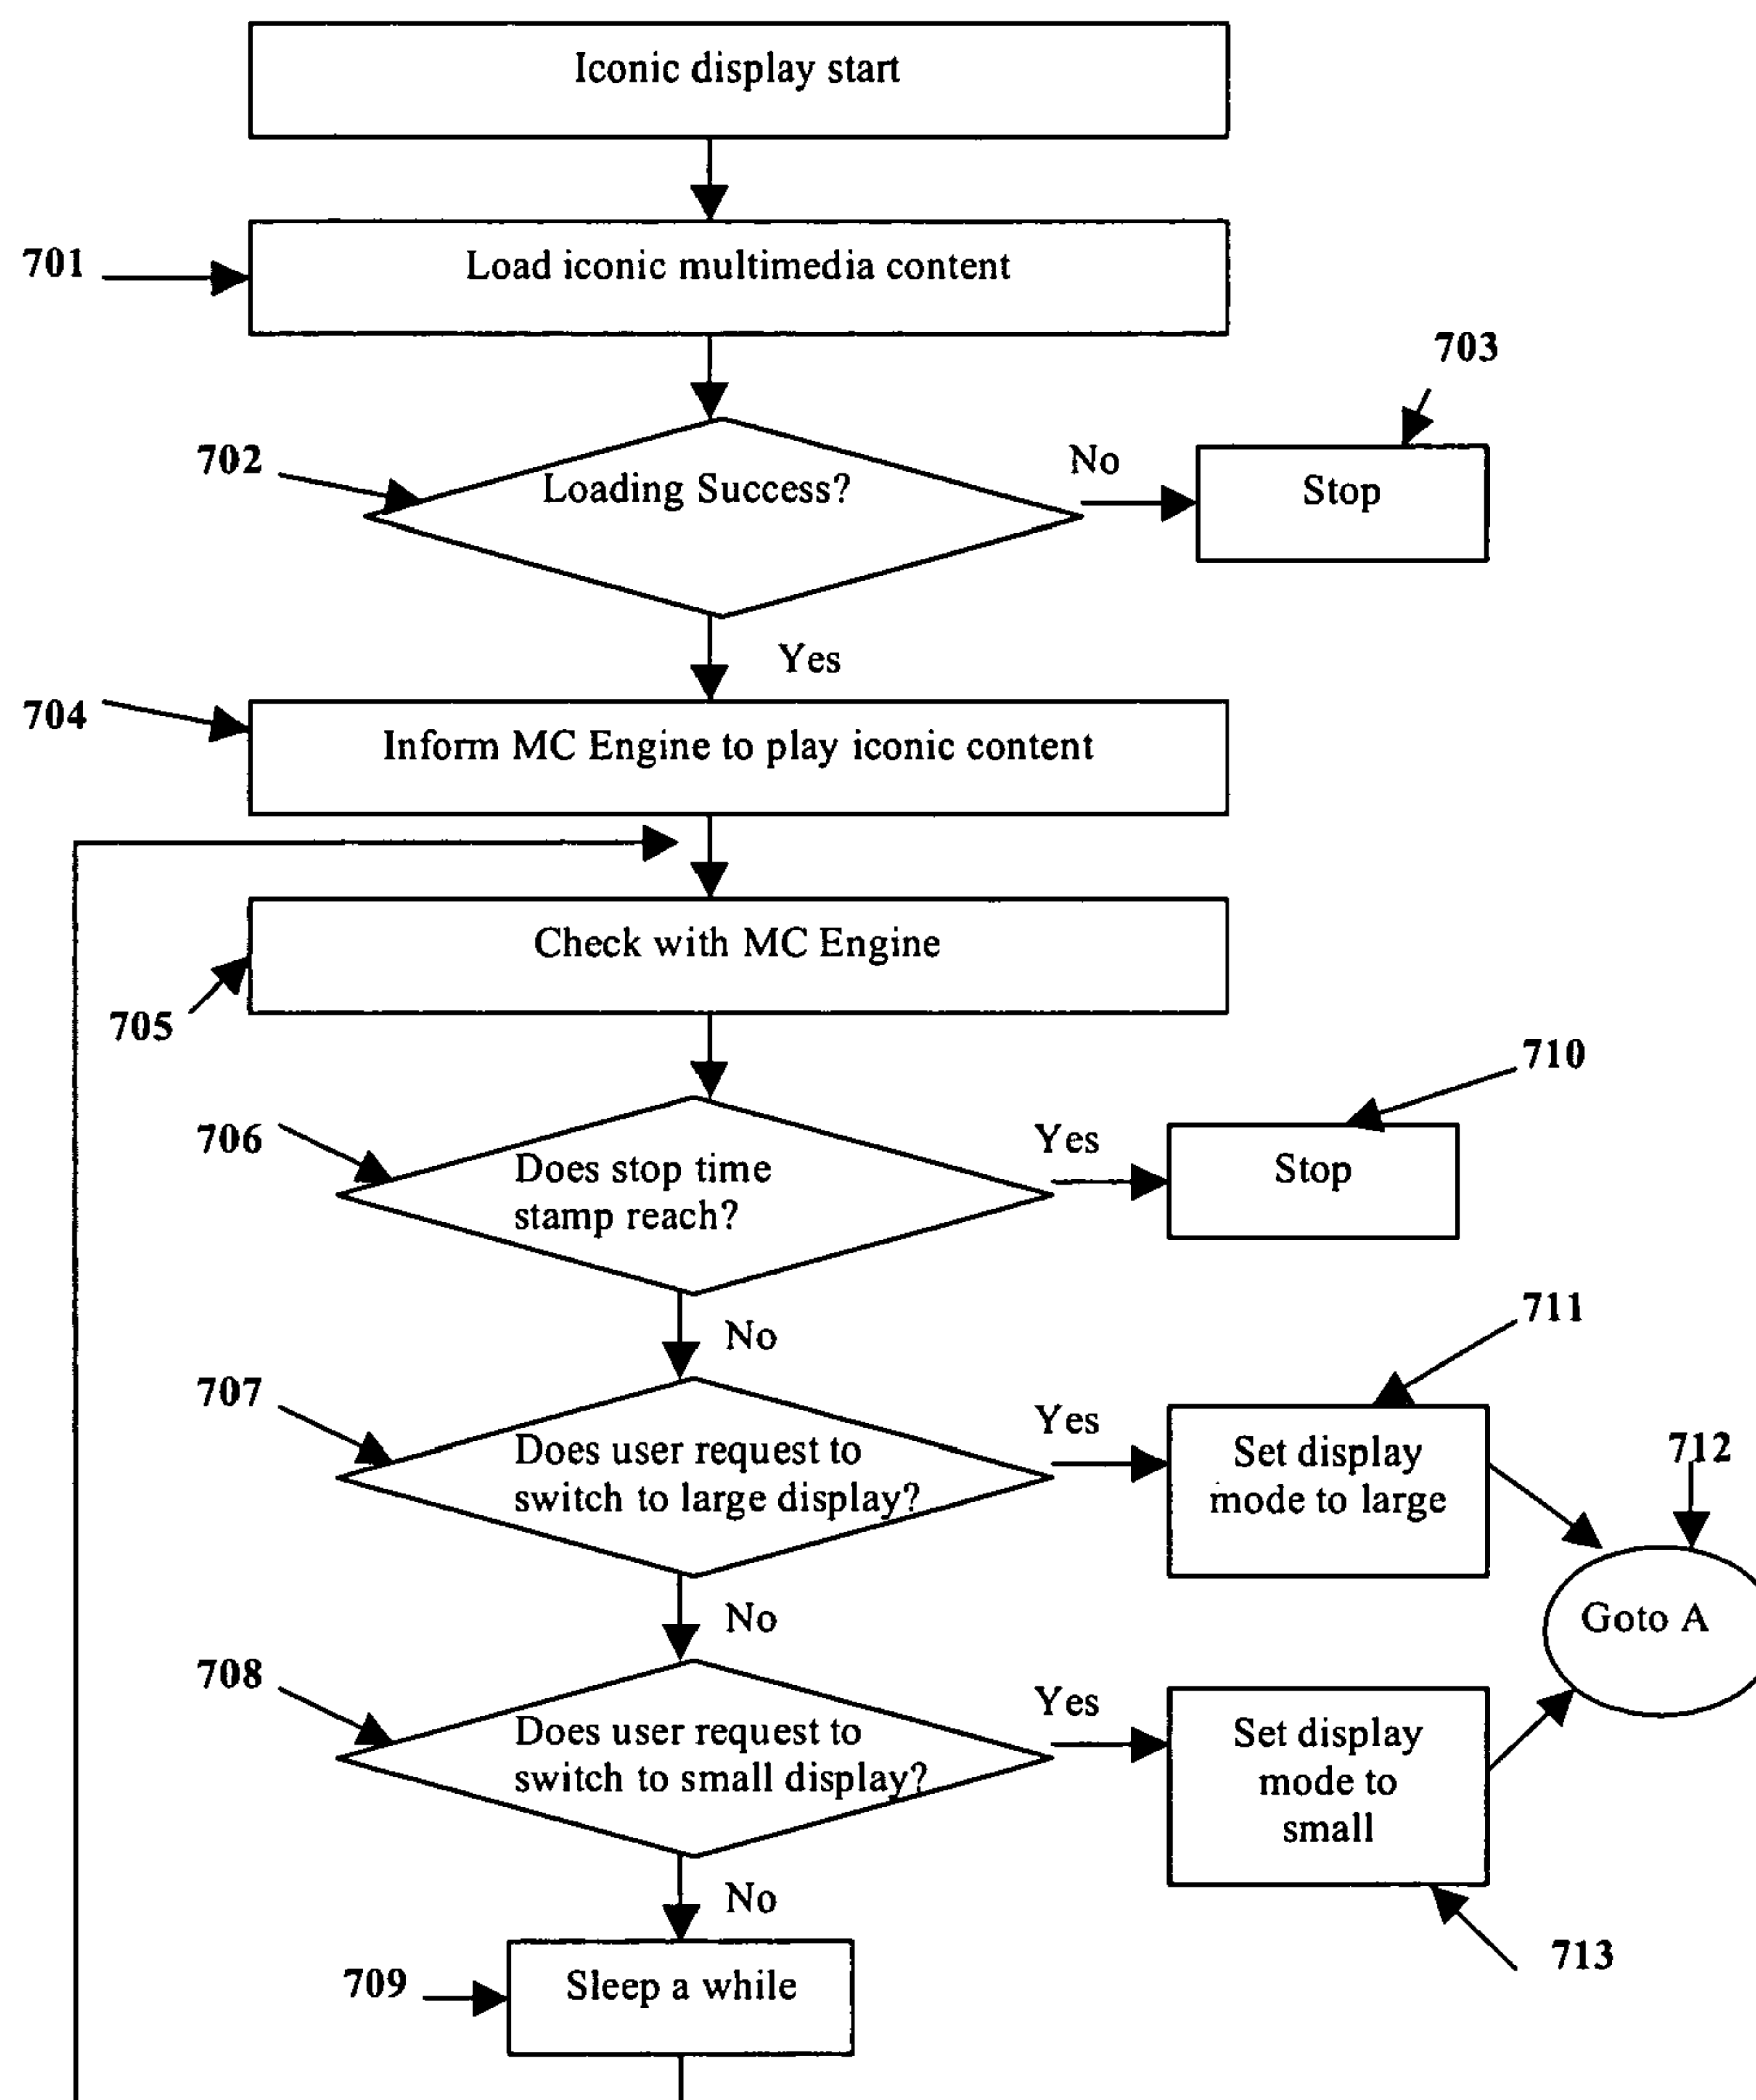 Iconic display start
701
Load iconic multimedia content
703
702
Loading Success?
No
Stop
Yes
704
Inform MC Engine to play iconic content
Check with MC Engine
705
710
706
Does stop time
stamp reach?
Yes
Stop
No
711
707
Does user request to
switch to large display?
Yes
Set display
mode to large
712
No
Goto A
708
Does user request to
switch to small display?
Yes
Set display
mode to
small
No
713
709
Sleep a while